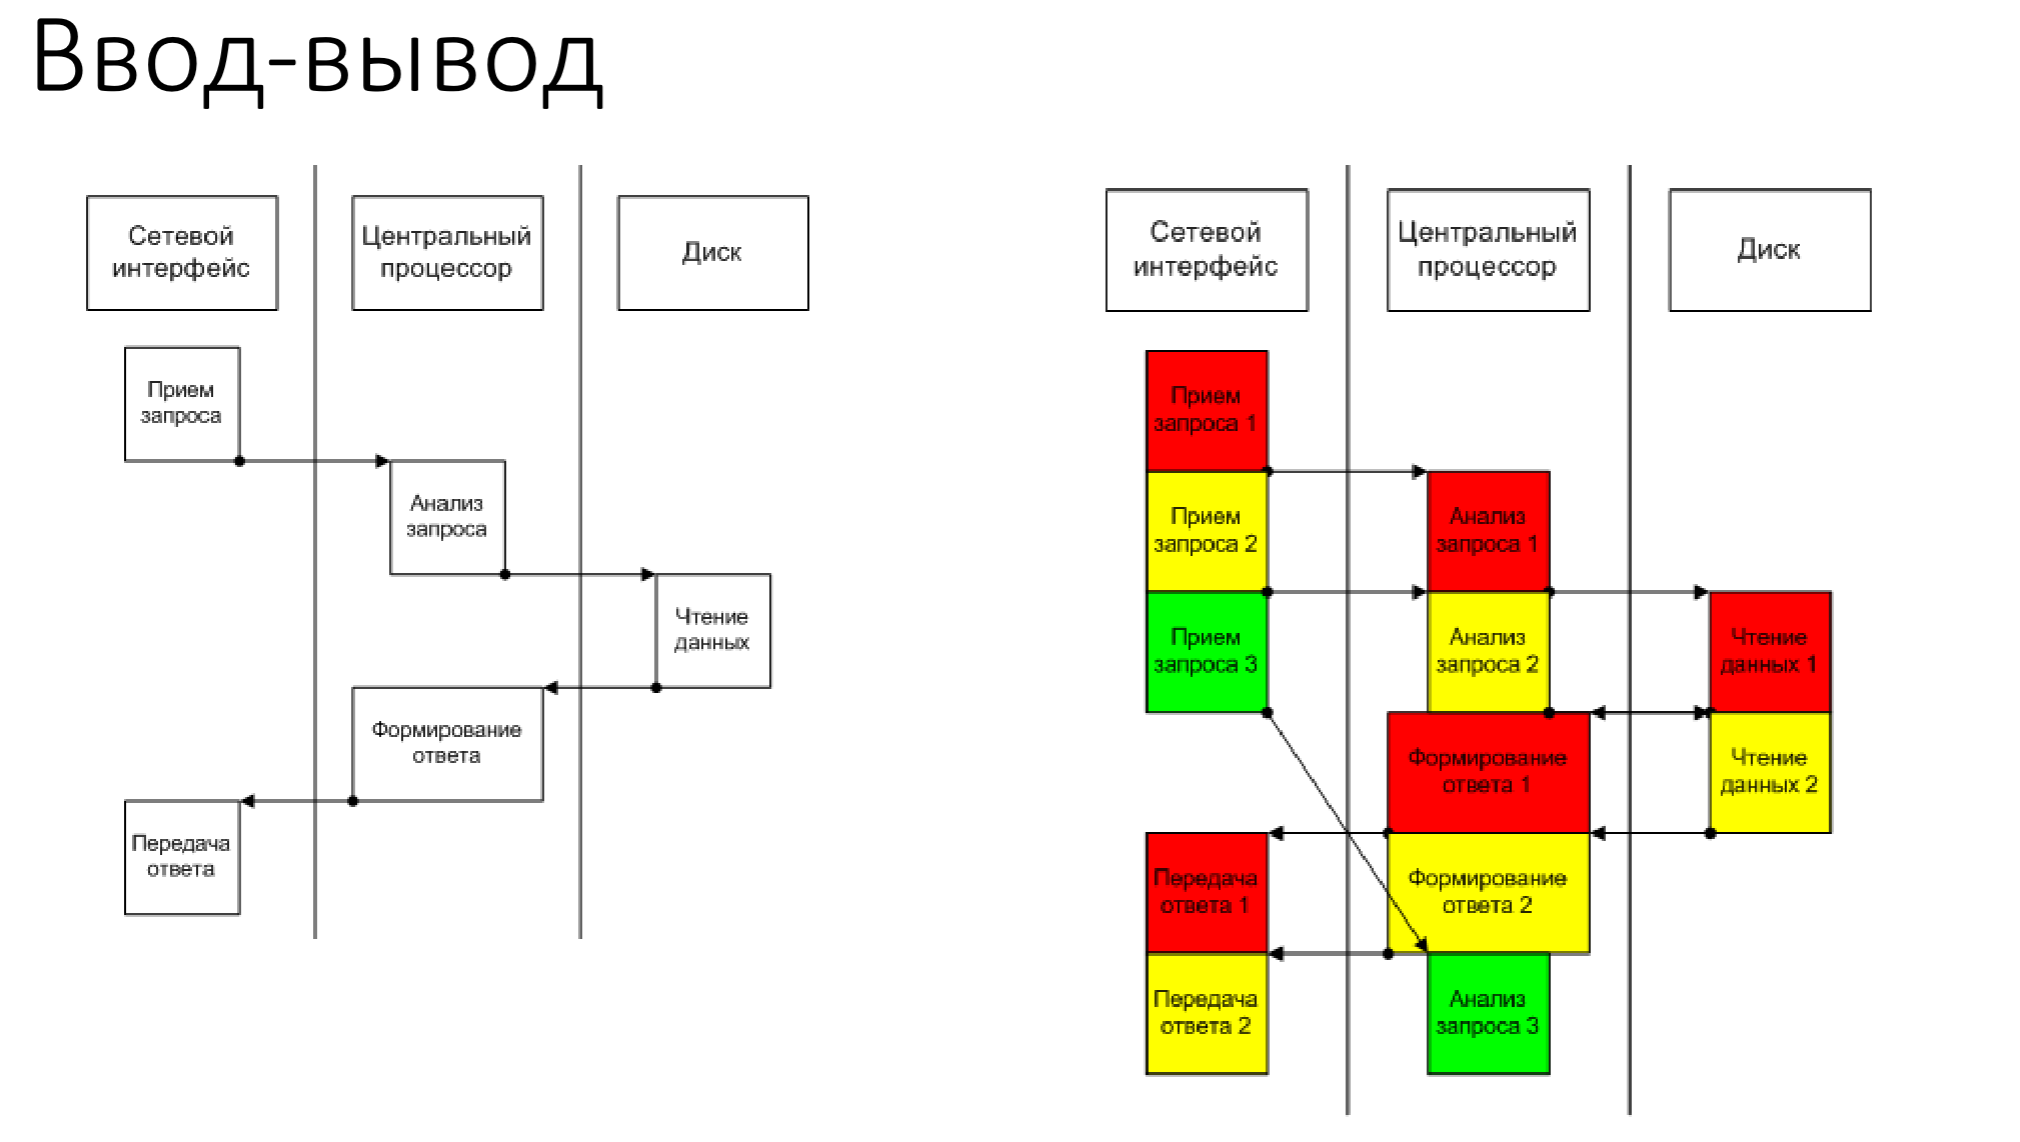 Ввод-вывод
Сетевой
интерфейс
Центральный
процессор
Диск
Прием
запроса
Анализ
запроса
Чтение
данных
Формирование
ответа
Передача
ответа
Сетевой
интерфейс
Центральный
процессор
Диск
Прием
запроса 1
Прием
запроса 2
Анализ
запроса 1
Прием
запроса 3
Анализ
запроса 2
Чтение
данных 1
Формирование
ответа 1
Чтение
данных 2
Передача
ответа 1
Формирование
ответа 2
Передача
ответа 2
Анализ
запроса 3